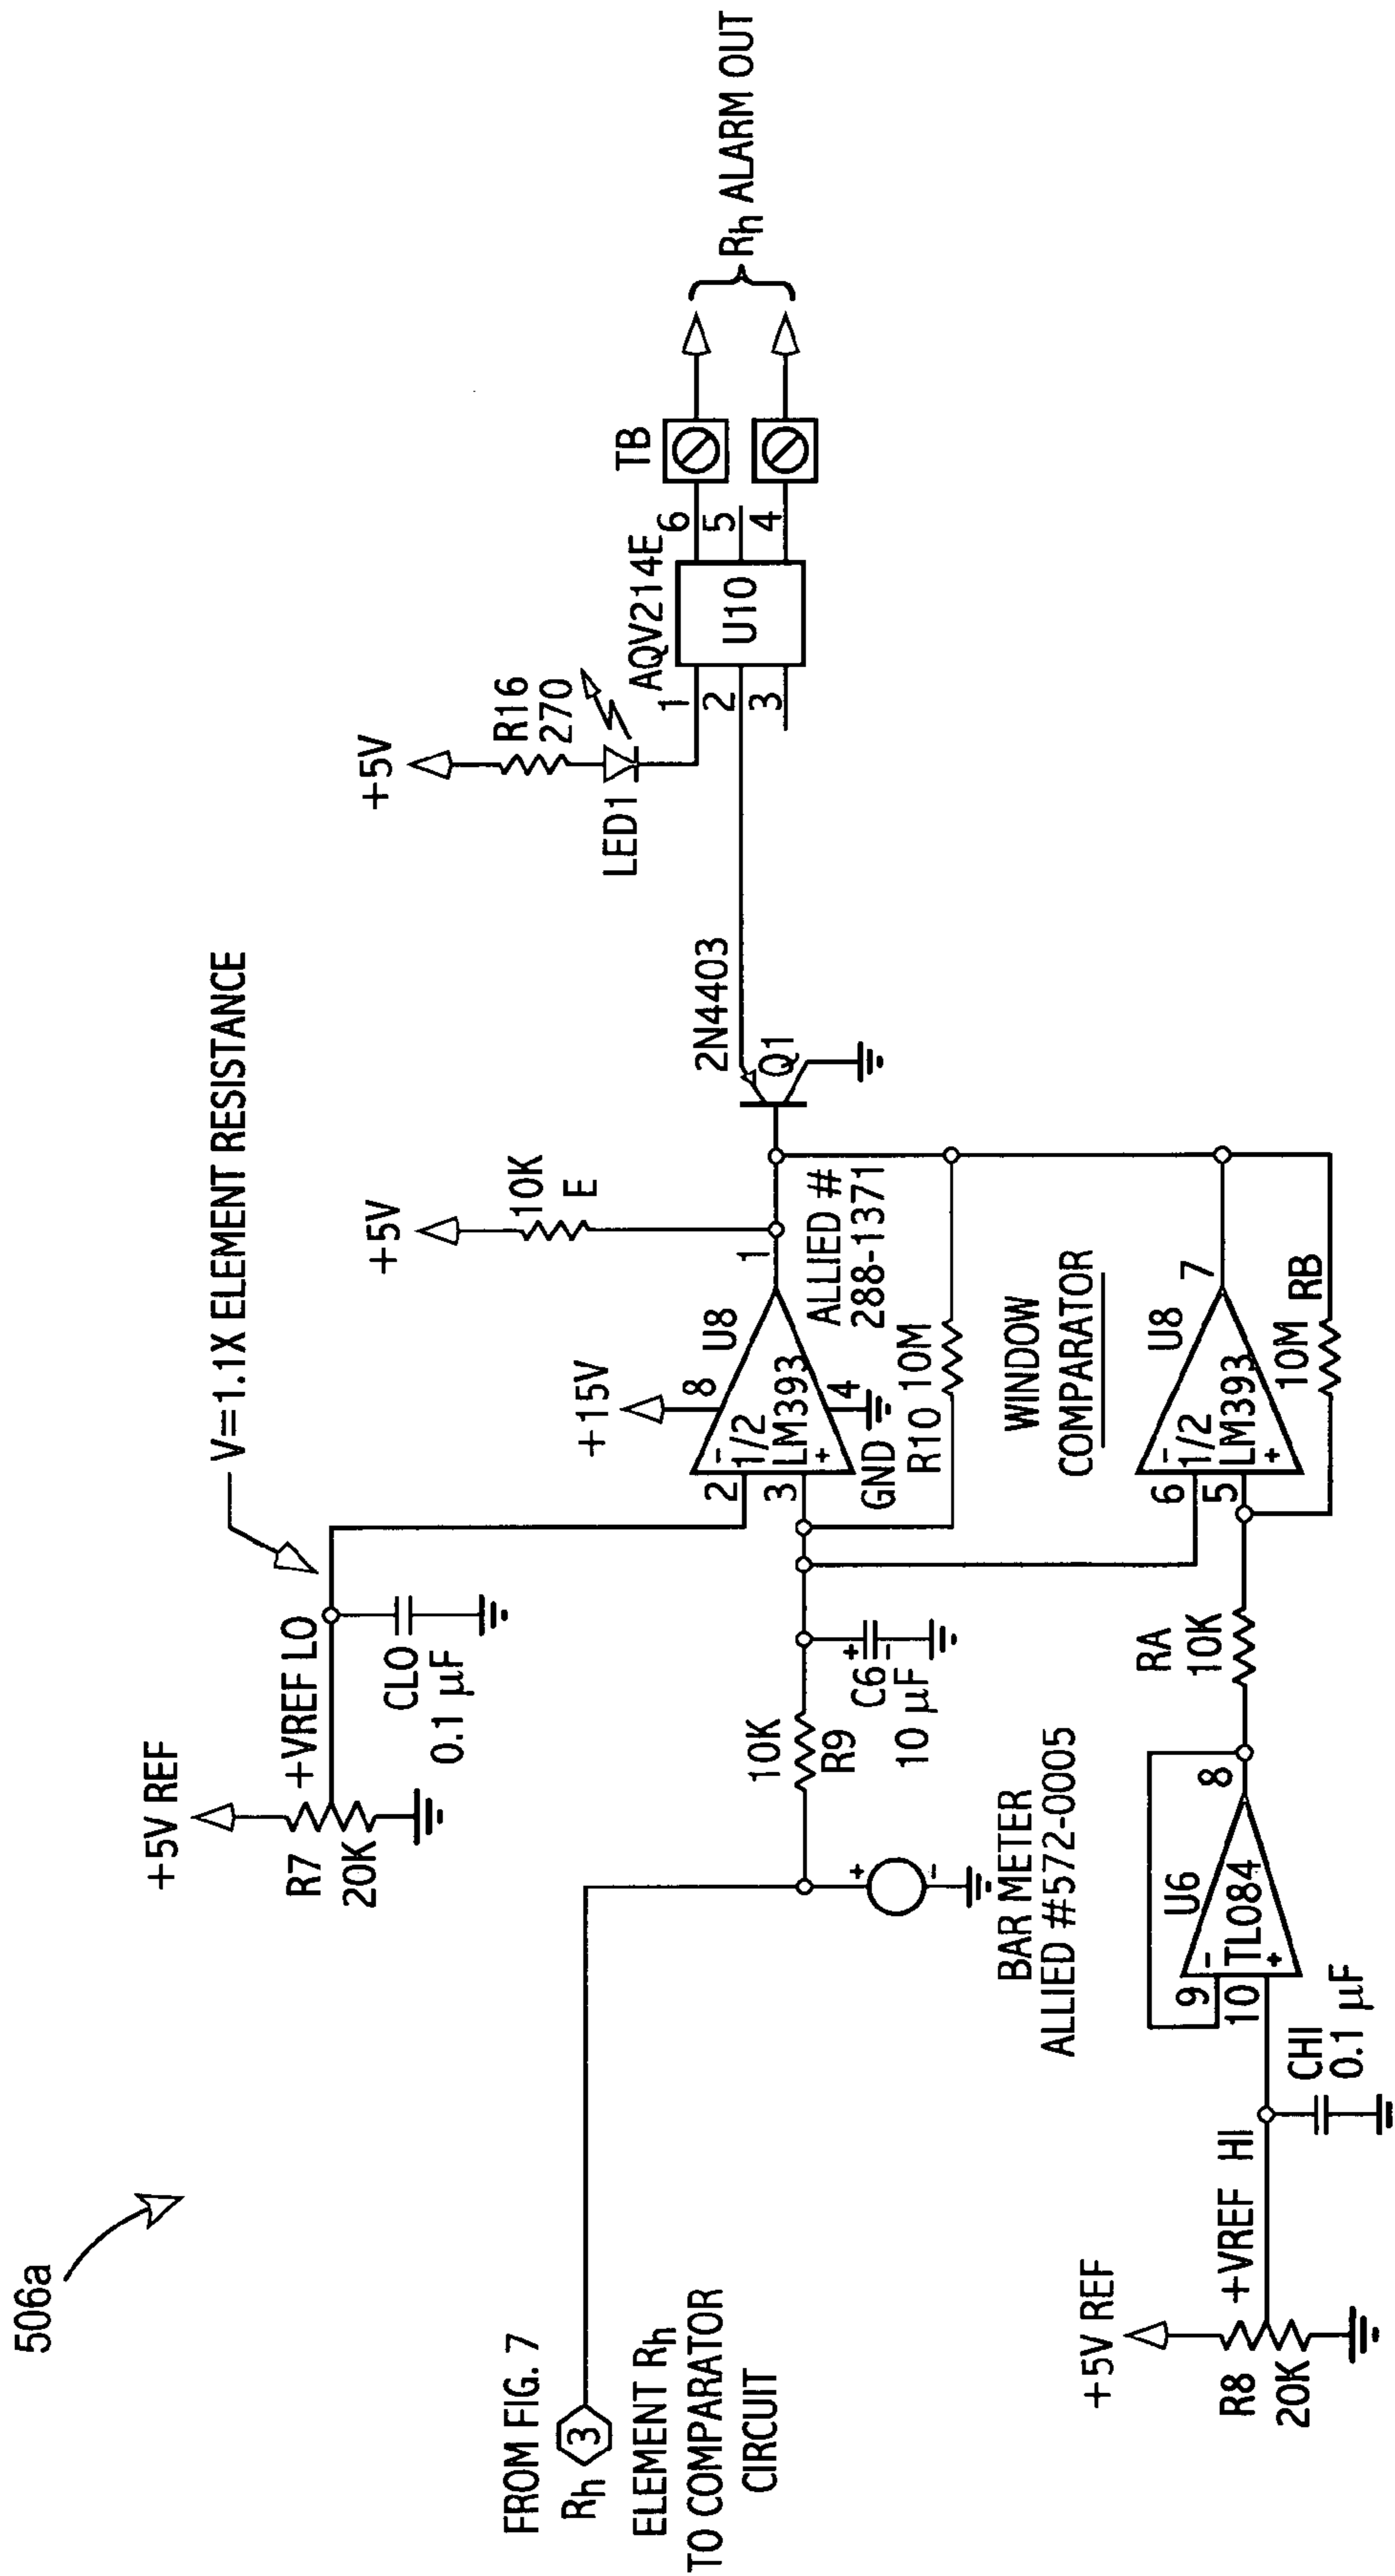 506a
FROM FIG. 7
Rh 3
ELEMENT Rh
TO COMPARATOR
CIRCUIT
+5V REF
R7
20K
+VREF LO
CLO
0.1 µF
V=1.1X ELEMENT RESISTANCE
10K
R9
C6
+
-
10 µF
+
-
BAR METER
ALLIED #572-0005
+5V REF
R8
20K
+VREF HI
CHI
0.1 µF
9
10
-
+
U6
TL084
8
RA
10K
+15V
8
2
3
-
+
1/2
LM393
U8
4
GND
1
+5V
10K
E
ALLIED #
288-1371
R10 10M
WINDOW
COMPARATOR
6
5
-
+
1/2
LM393
U8
7
10M
RB
2N4403
Q1
+5V
R16
270
LED1
AQV214E
1
2
3
U10
6
5
4
TB
Rh ALARM OUT